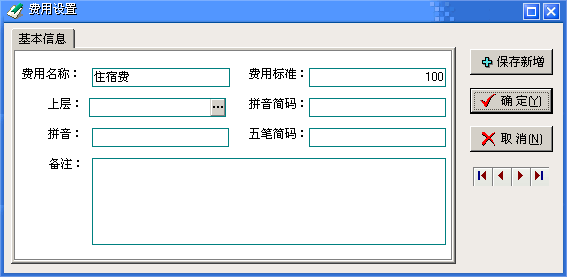 费用设置
基本信息
费用名称： 住宿费 费用标准： 100
上层： ... 拼音简码：
拼音： 五笔简码：
备注：
保存新增
确 定(Y)
取 消(N)